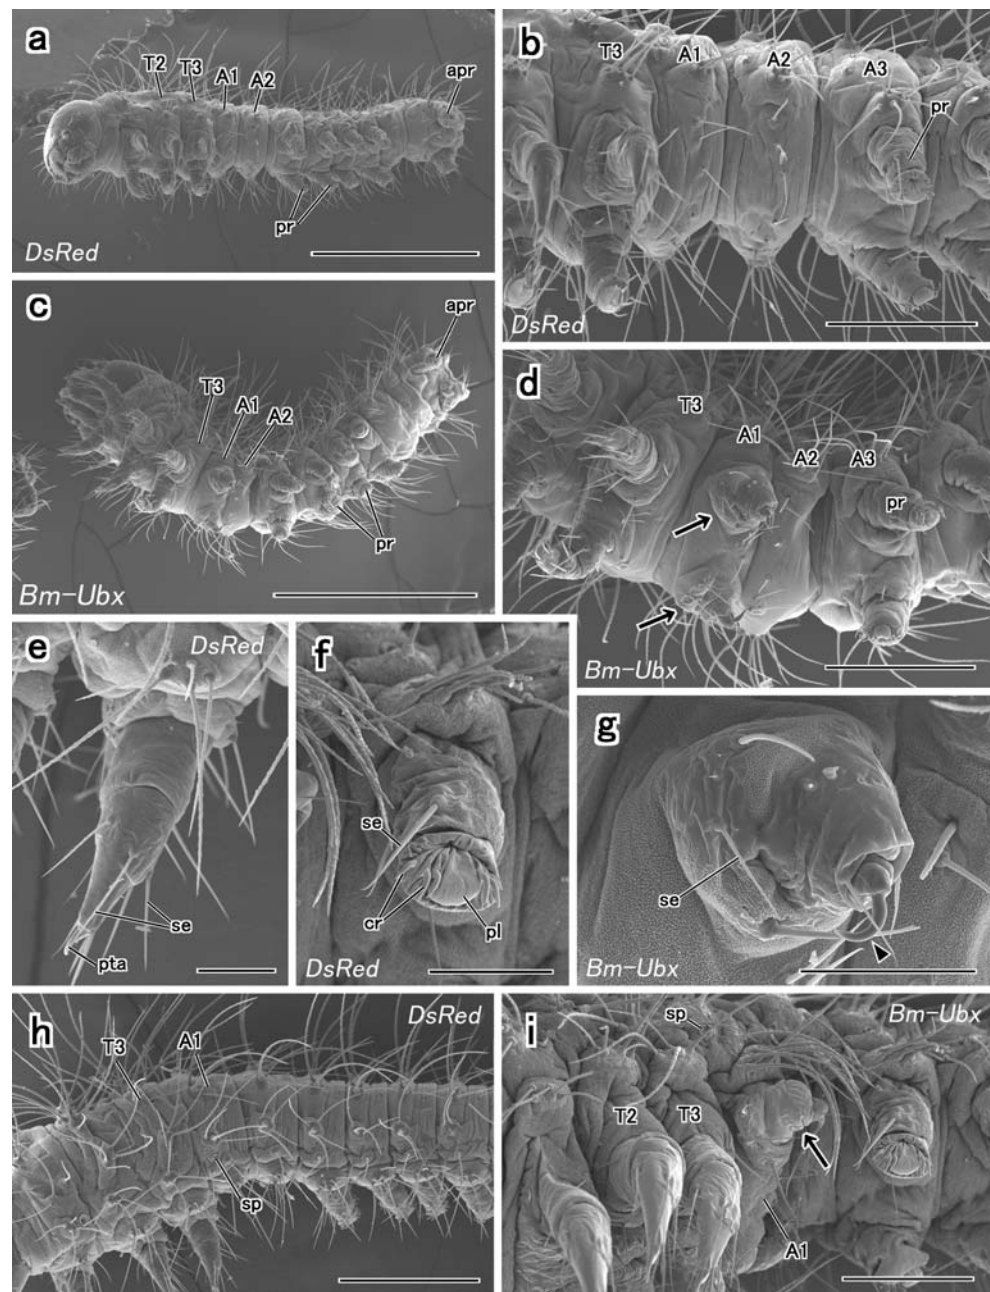 a
T2 T3 A1 A2 apr
pr
DsRed
b
T3 A1 A2 A3
pr
DsRed
c
T3 A1 A2 apr
pr
Bm-Ubx
d
T3 A1 A2 A3
pr
Bm-Ubx
e
DsRed
se
pta
f
se
cr
pl
DsRed
g
se
Bm-Ubx
h
DsRed
T3 A1
sp
i
sp
Bm-Ubx
T2 T3
A1